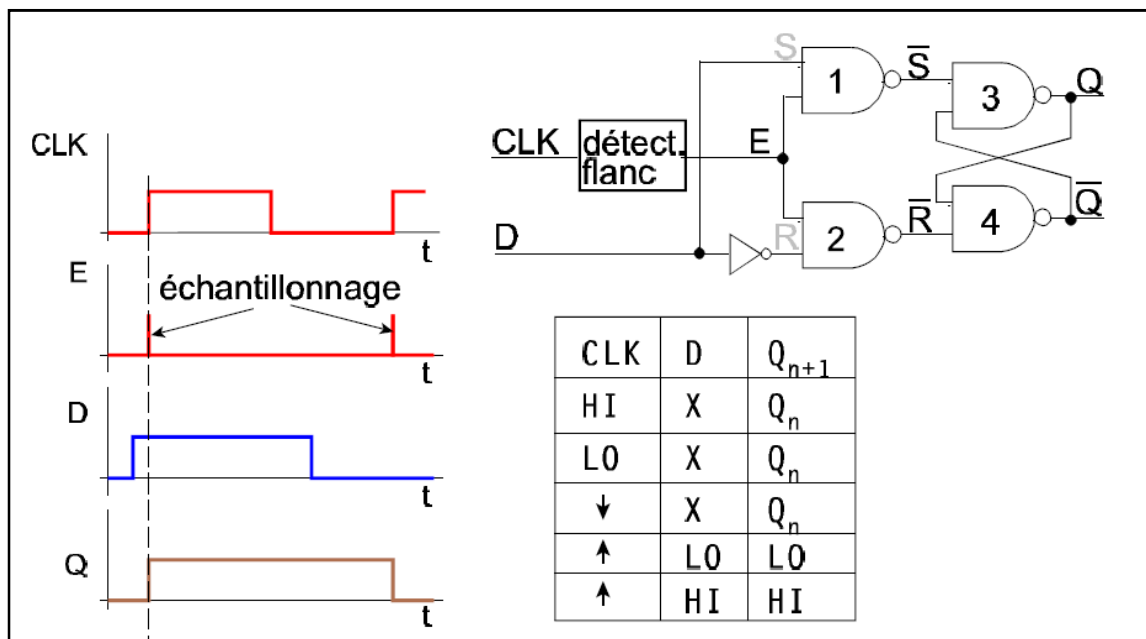 CLK
t
E
échantillonnage
t
D
t
Q
t
S
1
S̅
3
Q
CLK
détect.
flanc
E
D
R
2
R̅
4
Q̅
CLK D Qn+1
HI X Qn
LO X Qn
↓ X Qn
↑ LO LO
↑ HI HI